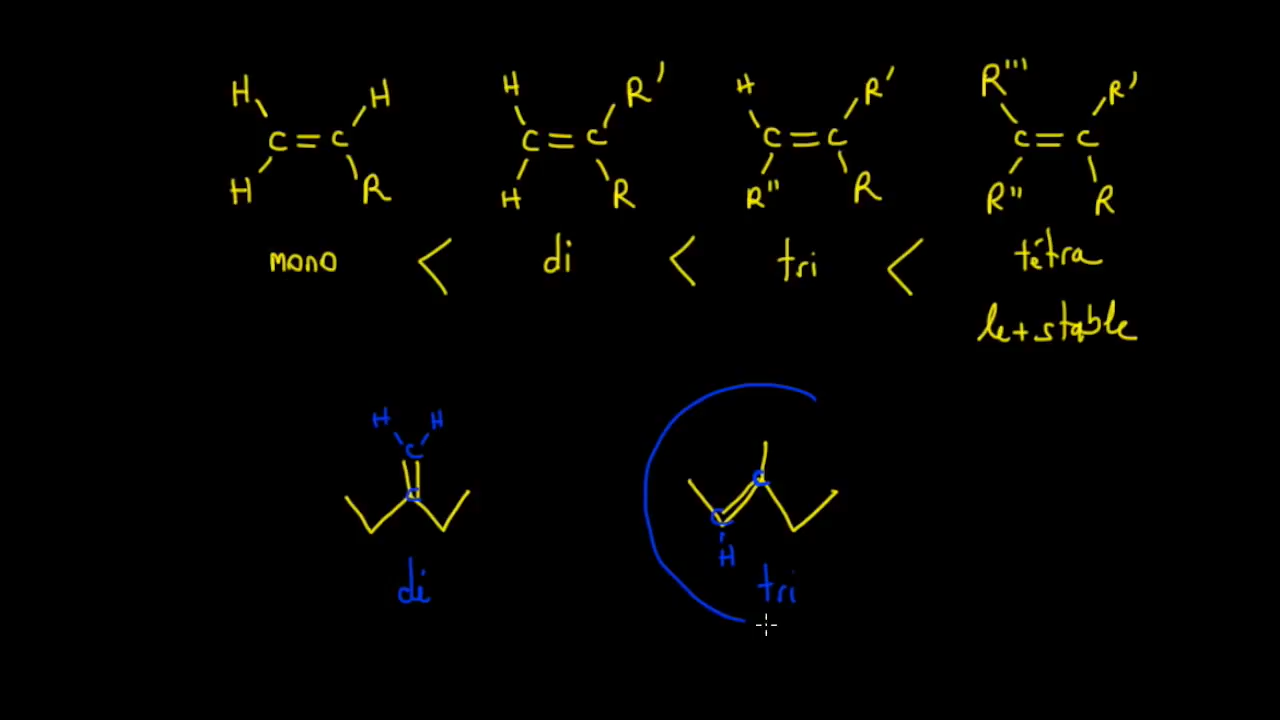 H H H R' H R' R''' R'
C = C C = C C = C C = C
H R H R R'' R R'' R
mono < di < tri < tétra
le + stable
H H
C
C C
C
H
di tri